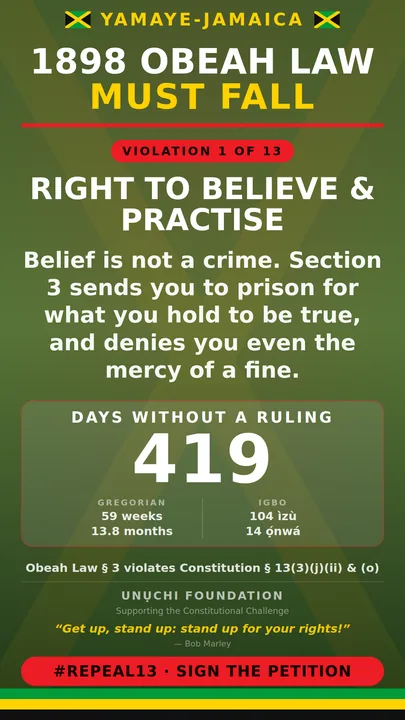 YAMAYE-JAMAICA
1898 OBEAH LAW
MUST FALL
VIOLATION 1 OF 13
RIGHT TO BELIEVE &
PRACTISE
Belief is not a crime. Section
3 sends you to prison for
what you hold to be true,
and denies you even the
mercy of a fine.
DAYS WITHOUT A RULING
419
GREGORIAN
59 weeks
13.8 months
IGBO
104 ìzù
14 ọ́nwá
Obeah Law § 3 violates Constitution § 13(3)(j)(ii) & (o)
UNỤCHI FOUNDATION
Supporting the Constitutional Challenge
“Get up, stand up: stand up for your rights!”
— Bob Marley
#REPEAL13 · SIGN THE PETITION